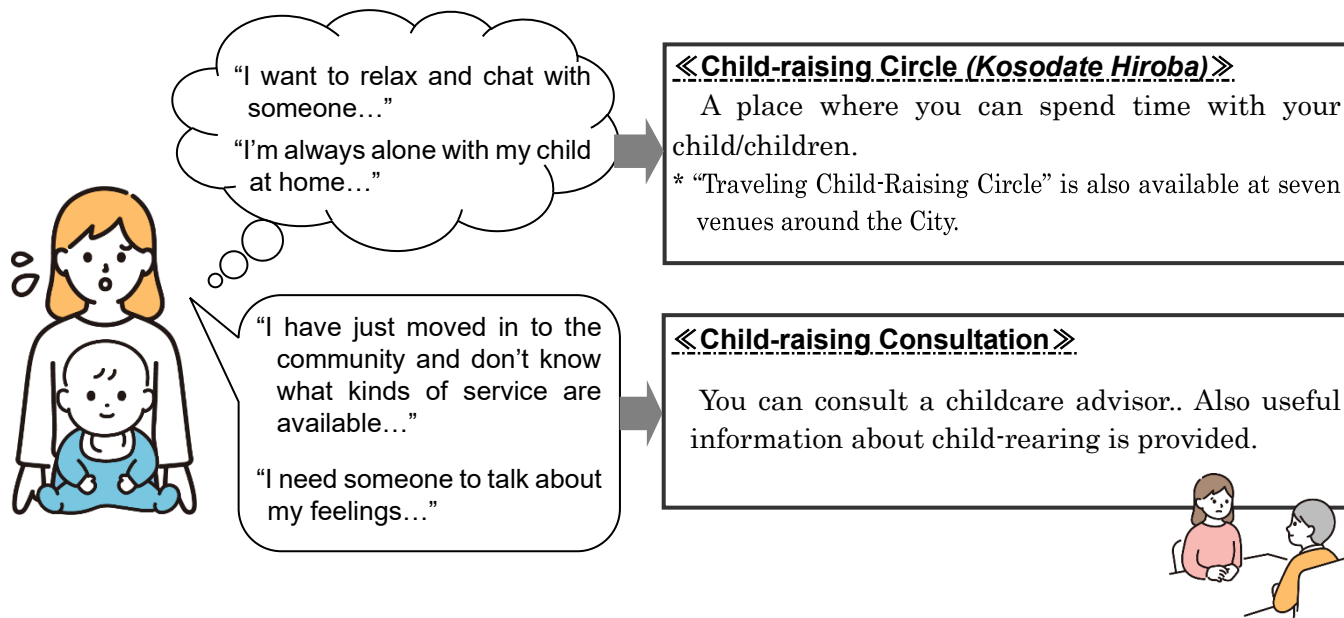 “I want to relax and chat with
someone…”
“I’m always alone with my child
at home…”
≪Child-raising Circle (Kosodate Hiroba)≫
A place where you can spend time with your
child/children.
* “Traveling Child-Raising Circle” is also available at seven
venues around the City.
“I have just moved in to the
community and don’t know
what kinds of service are
available…”
“I need someone to talk about
my feelings…”
≪Child-raising Consultation≫
You can consult a childcare advisor.. Also useful
information about child-rearing is provided.